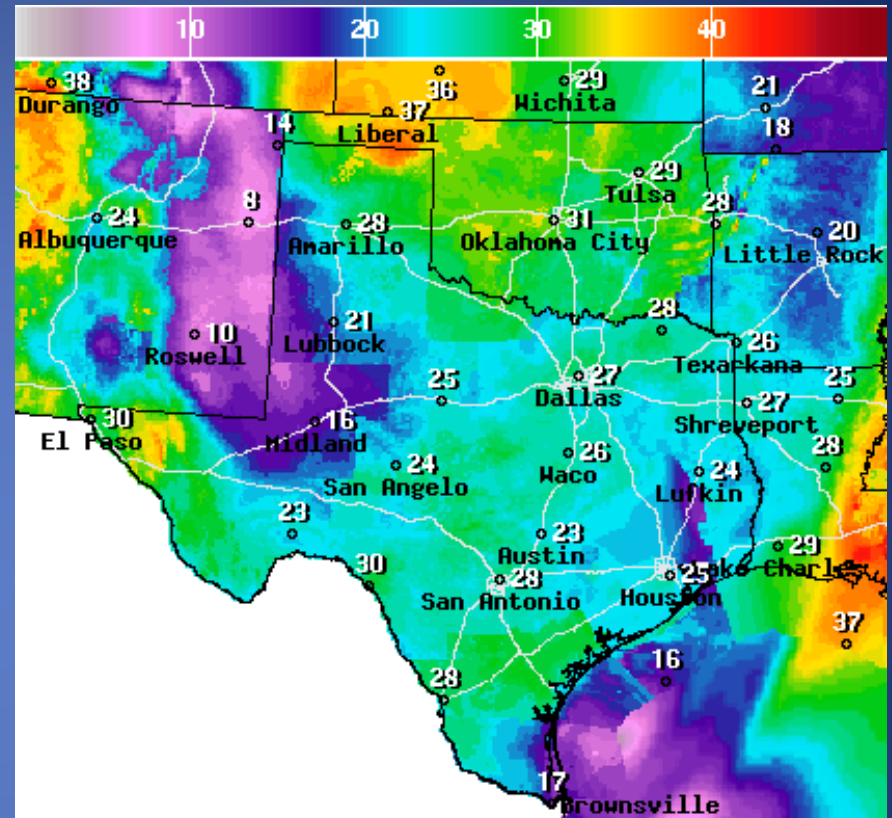 10 20 30 40
38 36 29 21
Durango Wichita
37
Liberal
14 18
29
Tulsa
24 8 28 31 28 20
Albuquerque Amarillo Oklahoma City Little Rock
10 21 28 26
Roswell Lubbock Texarkana
25 27 27 25
Dallas Shreveport
30 16
El Paso Midland
24 26 24 28
San Angelo Waco Lufkin
23 23 29
Austin
30 28 25
San Antonio Houston
28 16 37
17
Brownsville